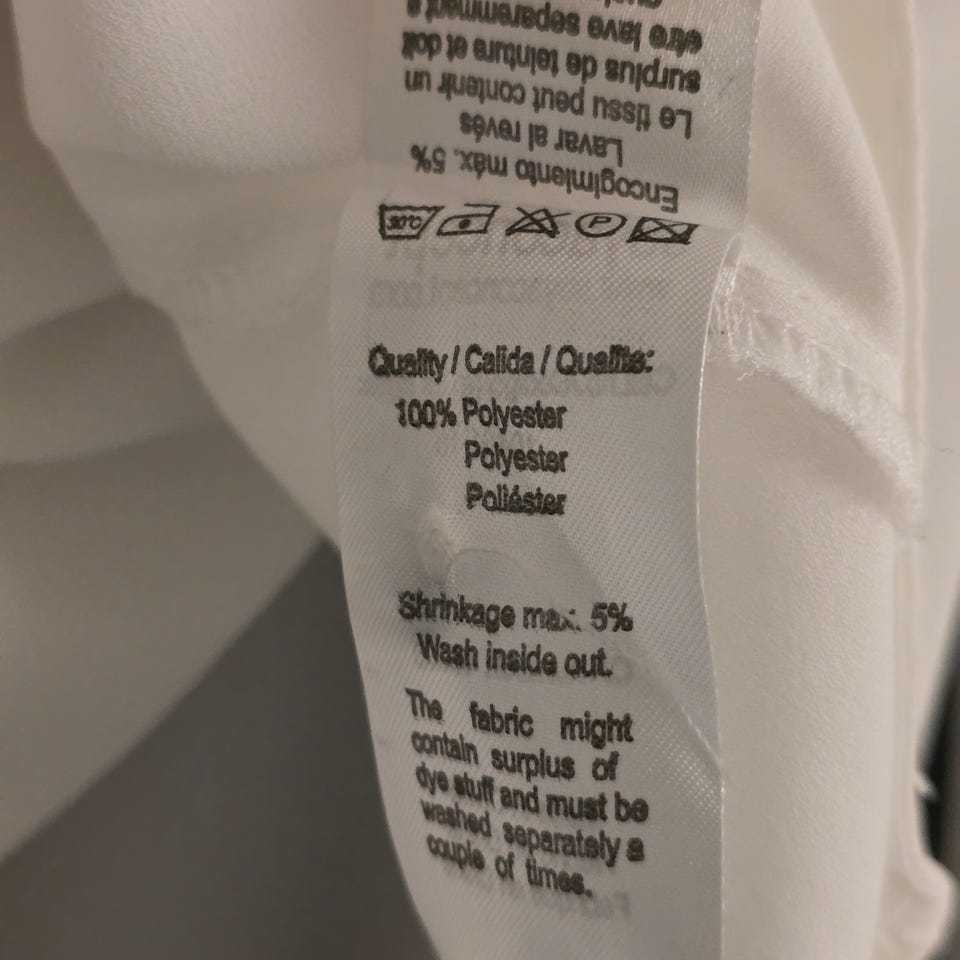 Encogimiento máx. 5%
Lavar al revés
Le tissu peut contenir un
surplus de teinture et doit
être lavé séparément à
30°C P
Quality / Calida / Qualite:
100% Polyester
Polyester
Poliéster
Shrinkage max. 5%
Wash inside out.
The fabric might
contain surplus of
dye stuff and must be
washed separately a
couple of times.